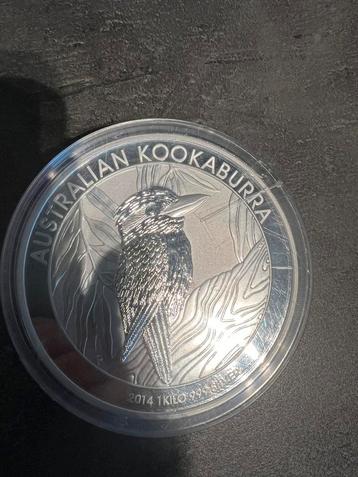 AUSTRALIAN KOOKABURRA
2014 1 KILO 999 SILVER